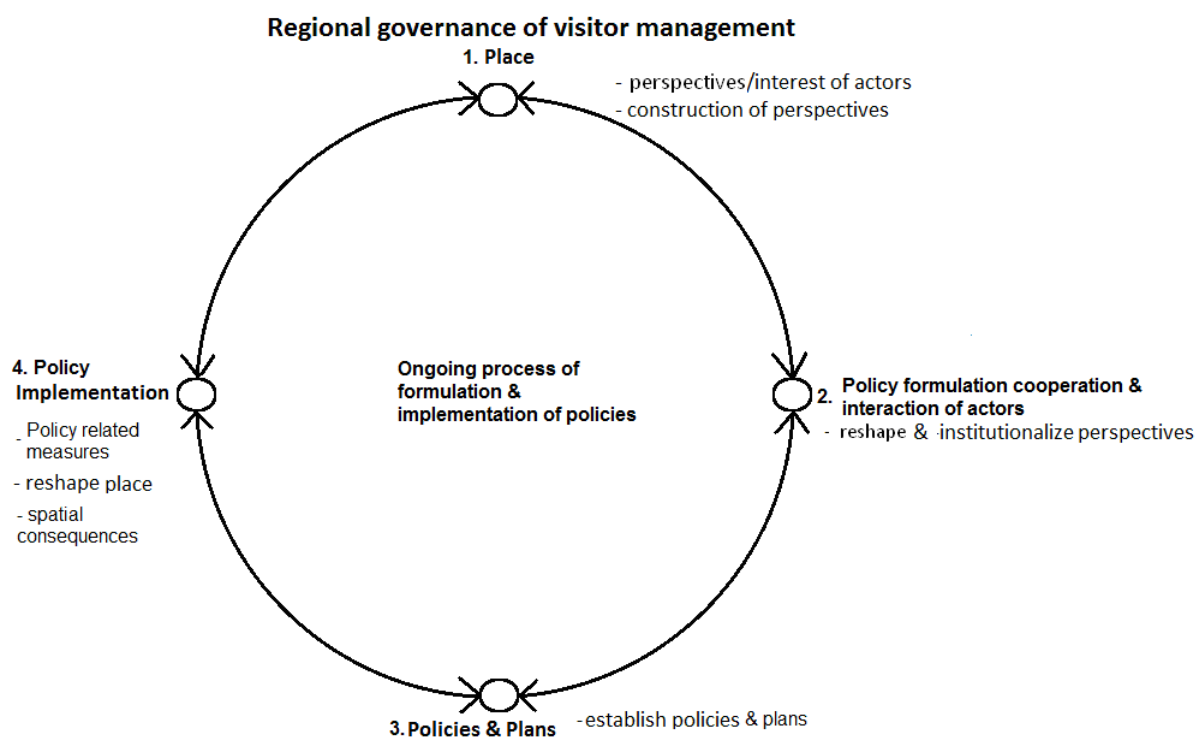 Regional governance of visitor management
1. Place
- perspectives/interest of actors
- construction of perspectives
4. Policy
Implementation
- Policy related
measures
- reshape place
- spatial
consequences
Ongoing process of
formulation &
implementation of policies
2. Policy formulation cooperation &
interaction of actors
- reshape & institutionalize perspectives
3. Policies & Plans
- establish policies & plans